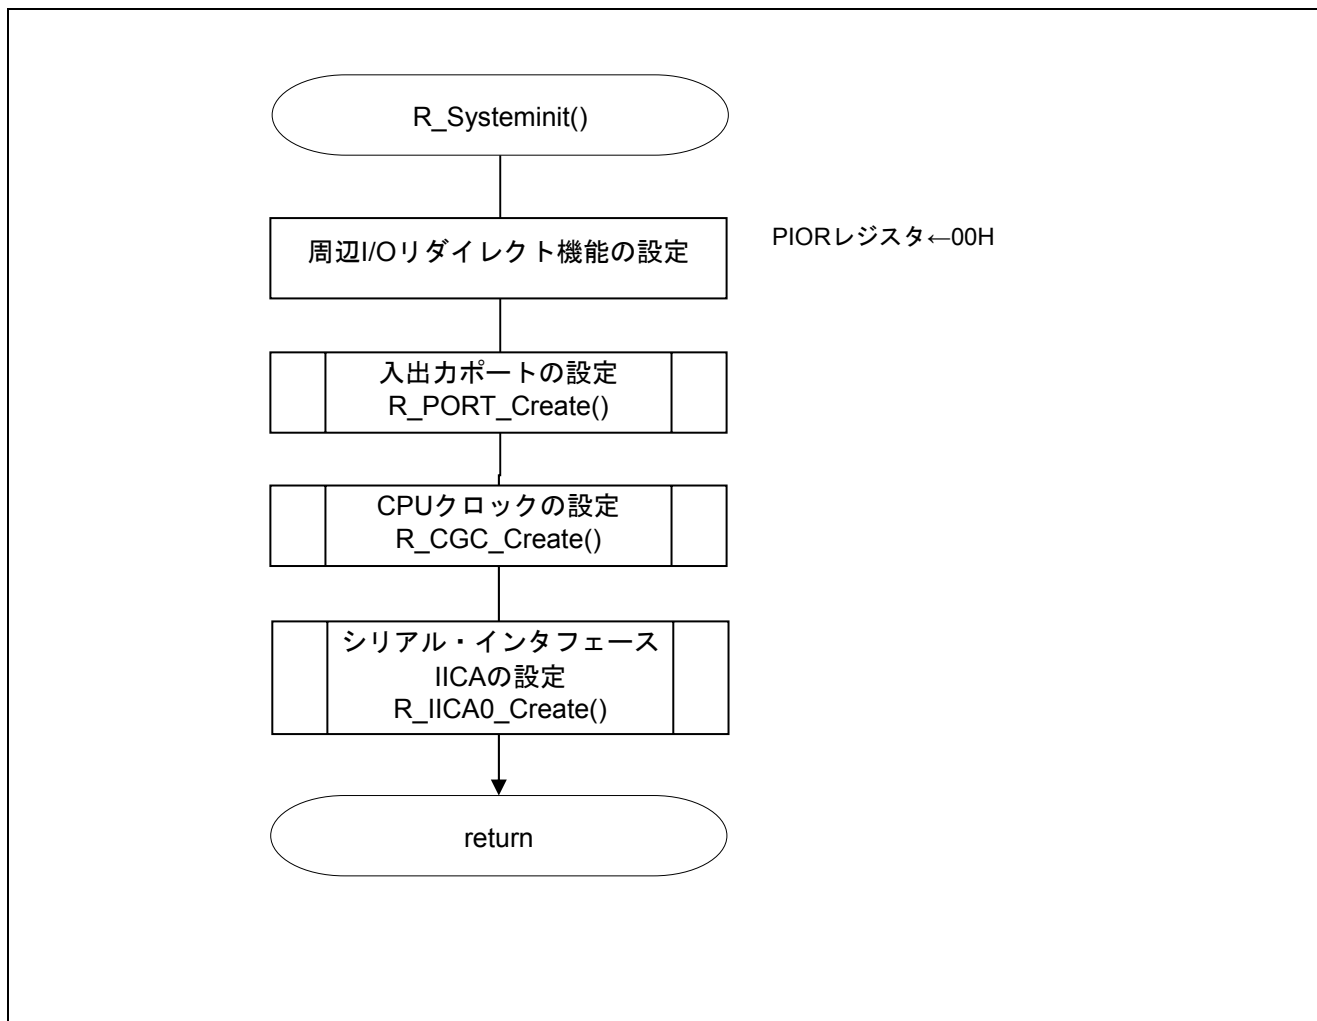 R_Systeminit()
周辺I/Oリダイレクト機能の設定
PIORレジスタ←00H
入出力ポートの設定
R_PORT_Create()
CPUクロックの設定
R_CGC_Create()
シリアル・インタフェース
IICAの設定
R_IICA0_Create()
return